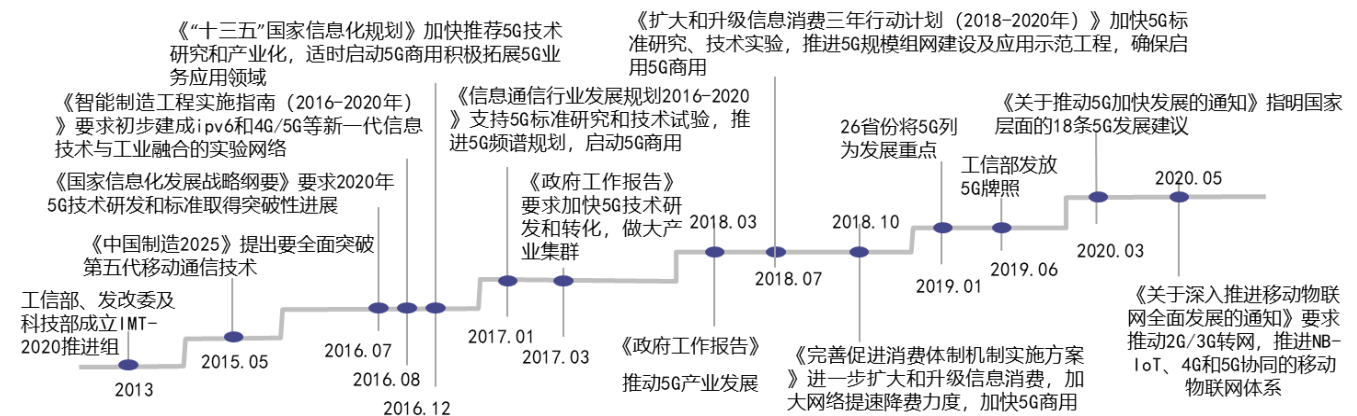 工信部、发改委及
科技部成立IMT-
2020推进组
2013
《中国制造2025》提出要全面突破
第五代移动通信技术
2015.05
《国家信息化发展战略纲要》要求2020年
5G技术研发和标准取得突破性进展
2016.07
《智能制造工程实施指南（2016-2020年）
》要求初步建成ipv6和4G/5G等新一代信息
技术与工业融合的实验网络
2016.08
《“十三五”国家信息化规划》加快推荐5G技术
研究和产业化，适时启动5G商用积极拓展5G业
务应用领域
2016.12
《信息通信行业发展规划2016-2020
》支持5G标准研究和技术试验，推
进5G频谱规划，启动5G商用
2017.01
《政府工作报告》
要求加快5G技术研
发和转化，做大产
业集群
2017.03
2018.03
《政府工作报告》
推动5G产业发展
《扩大和升级信息消费三年行动计划（2018-2020年）》加快5G标
准研究、技术实验，推进5G规模组网建设及应用示范工程，确保启
用5G商用
2018.07
2018.10
《完善促进消费体制机制实施方案
》进一步扩大和升级信息消费，加
大网络提速降费力度，加快5G商用
26省份将5G列
为发展重点
2019.01
工信部发放
5G牌照
2019.06
《关于推动5G加快发展的通知》指明国家
层面的18条5G发展建议
2020.03
2020.05
《关于深入推进移动物联
网全面发展的通知》要求
推动2G/3G转网，推进NB-
IoT、4G和5G协同的移动
物联网体系